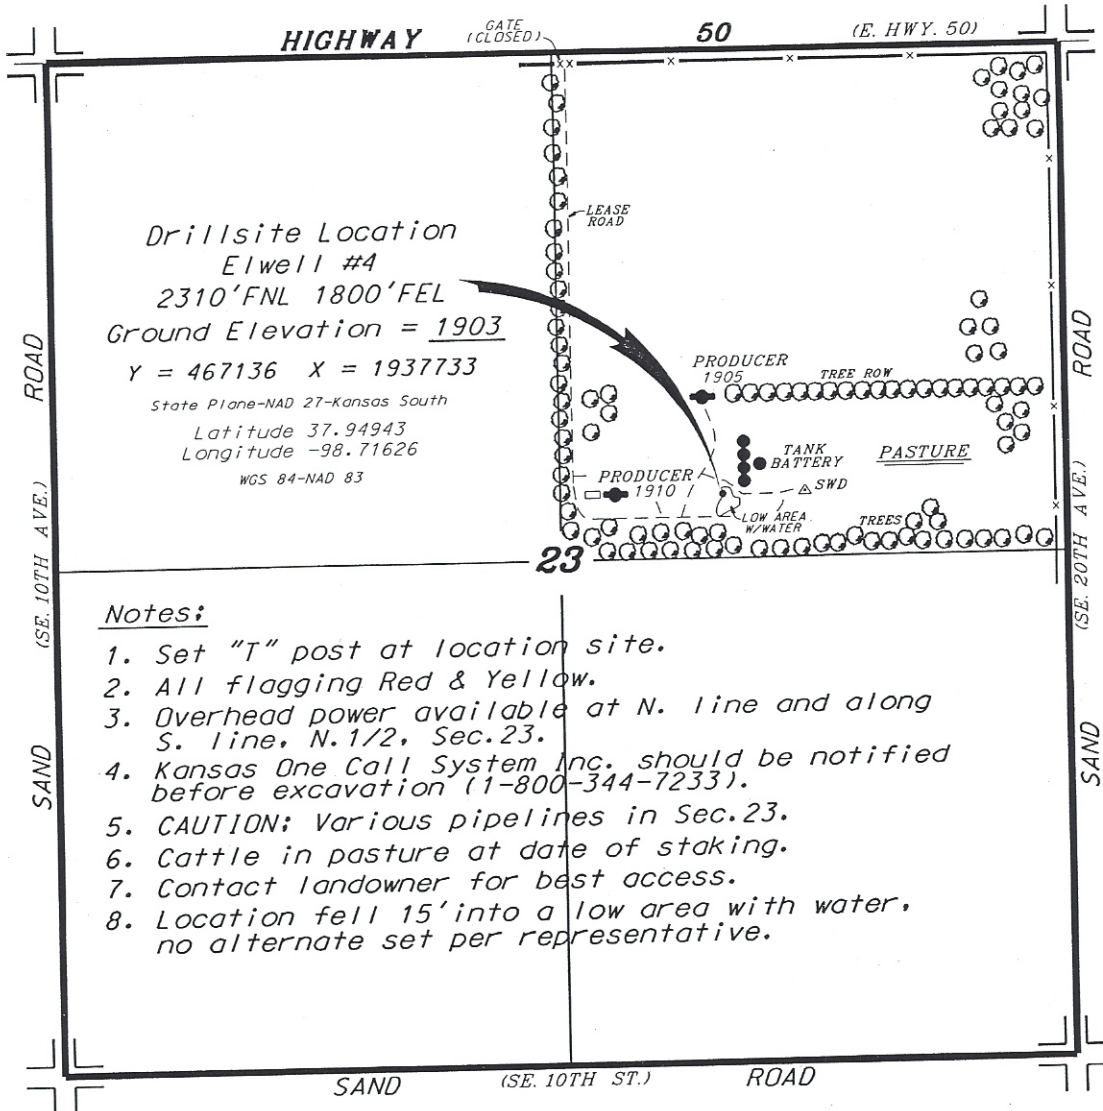 GATE
(CLOSED)
HIGHWAY 50 (E. HWY. 50)
LEASE
ROAD
Drillsite Location
Elwell #4
2310'FNL 1800'FEL
Ground Elevation = 1903
Y = 467136 X = 1937733
State Plane-NAD 27-Kansas South
Latitude 37.94943
Longitude -98.71626
WGS 84-NAD 83
ROAD
(SE. 10TH AVE.)
SAND
PRODUCER
1905
TREE ROW
TANK
BATTERY
PASTURE
PRODUCER
1910
SWD
LOW AREA
W/WATER
TREES
23
ROAD
(SE. 20TH AVE.)
SAND
Notes:
1. Set "T" post at location site.
2. All flagging Red & Yellow.
3. Overhead power available at N. line and along
S. line, N.1/2, Sec.23.
4. Kansas One Call System Inc. should be notified
before excavation (1-800-344-7233).
5. CAUTION: Various pipelines in Sec.23.
6. Cattle in pasture at date of staking.
7. Contact landowner for best access.
8. Location fell 15'into a low area with water,
no alternate set per representative.
SAND (SE. 10TH ST.) ROAD